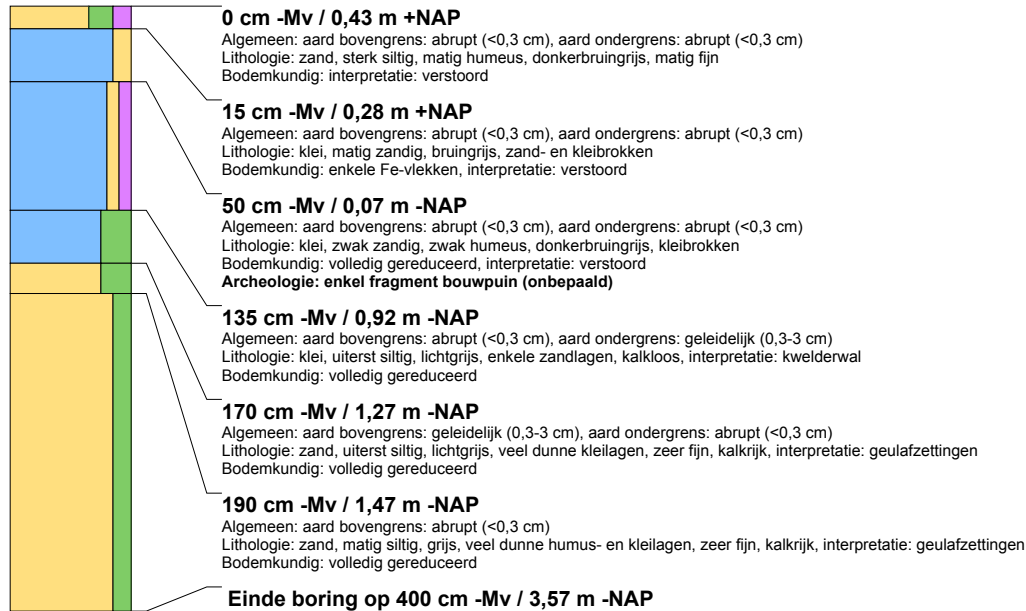 0 cm -Mv / 0,43 m +NAP
Algemeen: aard bovengrens: abrupt (<0,3 cm), aard ondergrens: abrupt (<0,3 cm)
Lithologie: zand, sterk siltig, matig humeus, donkerbruingrijs, matig fijn
Bodemkundig: interpretatie: verstoord
15 cm -Mv / 0,28 m +NAP
Algemeen: aard bovengrens: abrupt (<0,3 cm), aard ondergrens: abrupt (<0,3 cm)
Lithologie: klei, matig zandig, bruingrijs, zand- en kleibrokken
Bodemkundig: enkele Fe-vlekken, interpretatie: verstoord
50 cm -Mv / 0,07 m -NAP
Algemeen: aard bovengrens: abrupt (<0,3 cm), aard ondergrens: abrupt (<0,3 cm)
Lithologie: klei, zwak zandig, zwak humeus, donkerbruingrijs, kleibrokken
Bodemkundig: volledig gereduceerd, interpretatie: verstoord
Archeologie: enkel fragment bouwpuin (onbepaald)
135 cm -Mv / 0,92 m -NAP
Algemeen: aard bovengrens: abrupt (<0,3 cm), aard ondergrens: geleidelijk (0,3-3 cm)
Lithologie: klei, uiterst siltig, lichtgrijs, enkele zandlagen, kalkloos, interpretatie: kwelderwal
Bodemkundig: volledig gereduceerd
170 cm -Mv / 1,27 m -NAP
Algemeen: aard bovengrens: geleidelijk (0,3-3 cm), aard ondergrens: abrupt (<0,3 cm)
Lithologie: zand, uiterst siltig, lichtgrijs, veel dunne kleilagen, zeer fijn, kalkrijk, interpretatie: geulafzettingen
Bodemkundig: volledig gereduceerd
190 cm -Mv / 1,47 m -NAP
Algemeen: aard bovengrens: abrupt (<0,3 cm)
Lithologie: zand, matig siltig, grijs, veel dunne humus- en kleilagen, zeer fijn, kalkrijk, interpretatie: geulafzettingen
Bodemkundig: volledig gereduceerd
Einde boring op 400 cm -Mv / 3,57 m -NAP